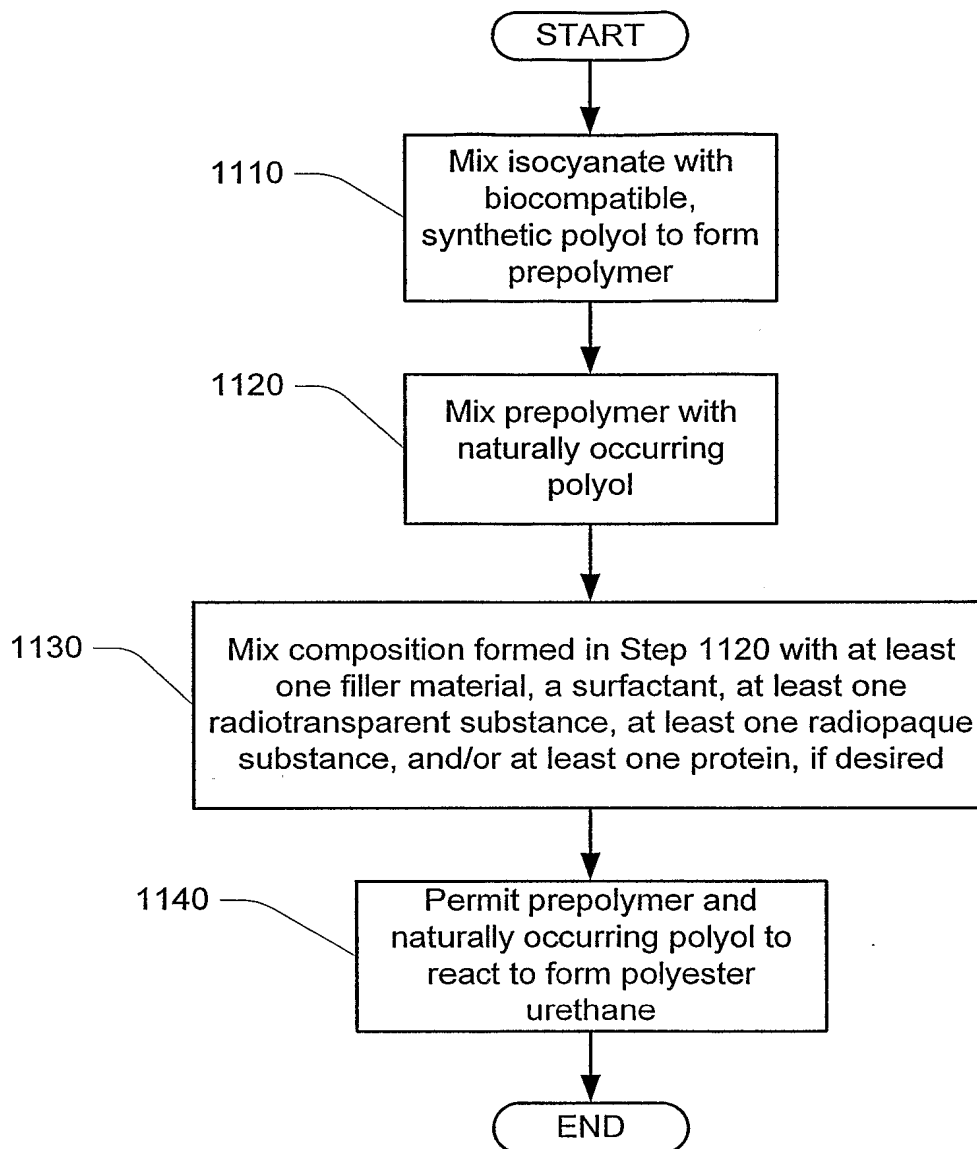 START
1110
Mix isocyanate with
biocompatible,
synthetic polyol to form
prepolymer
1120
Mix prepolymer with
naturally occurring
polyol
1130
Mix composition formed in Step 1120 with at least
one filler material, a surfactant, at least one
radiotransparent substance, at least one radiopaque
substance, and/or at least one protein, if desired
1140
Permit prepolymer and
naturally occurring polyol to
react to form polyester
urethane
END